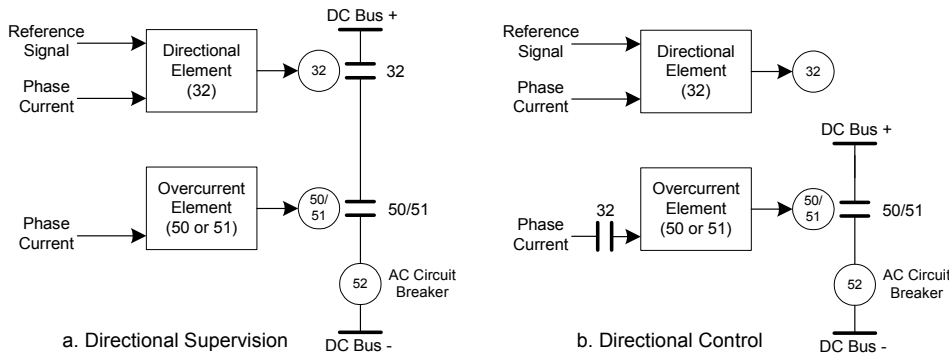 DC Bus +
Reference
Signal
Directional
Element
(32)
32
32
Phase
Current
Overcurrent
Element
(50 or 51)
50/
51
50/51
Phase
Current
52
AC Circuit
Breaker
a. Directional Supervision
DC Bus -
Reference
Signal
Directional
Element
(32)
32
Phase
Current
DC Bus +
Overcurrent
Element
(50 or 51)
50/
51
50/51
32
Phase
Current
52
AC Circuit
Breaker
b. Directional Control
DC Bus -